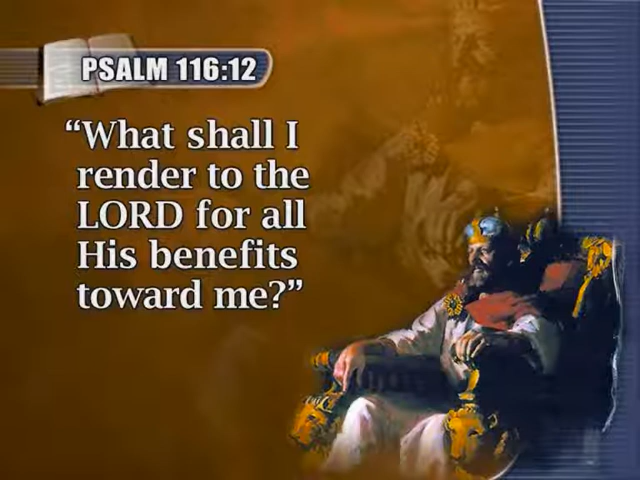 PSALM 116:12
“What shall I
render to the
LORD for all
His benefits
toward me?”